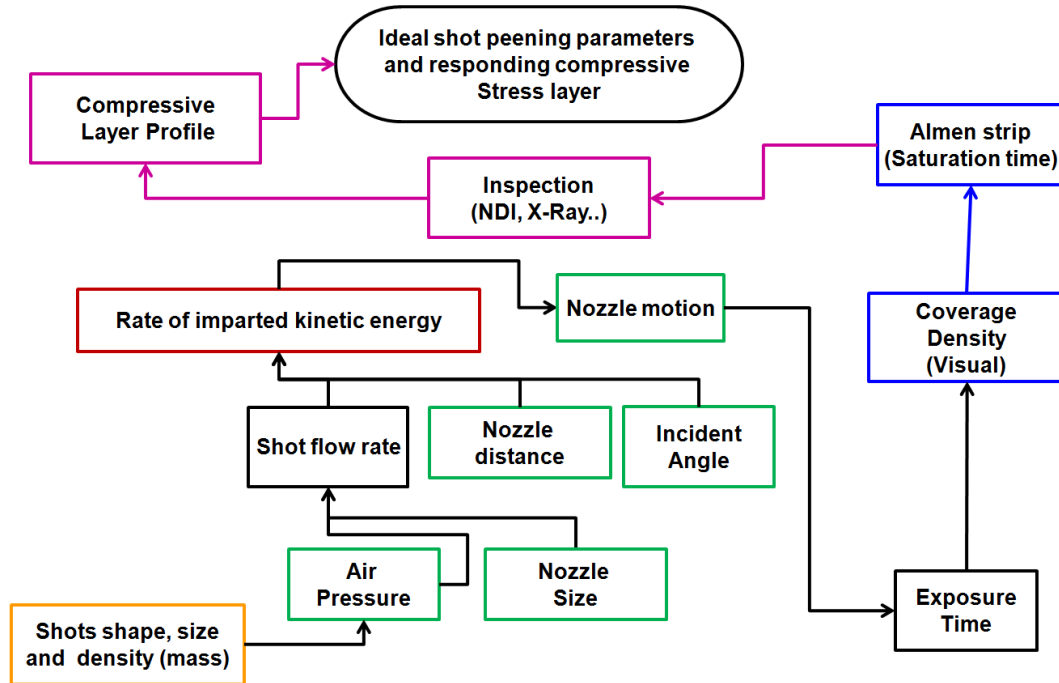 Ideal shot peening parameters
and responding compressive
Stress layer
Compressive
Layer Profile
Almen strip
(Saturation time)
Inspection
(NDI, X-Ray..)
Rate of imparted kinetic energy
Nozzle motion
Coverage
Density
(Visual)
Shot flow rate
Nozzle
distance
Incident
Angle
Air
Pressure
Nozzle
Size
Exposure
Time
Shots shape, size
and  density (mass)